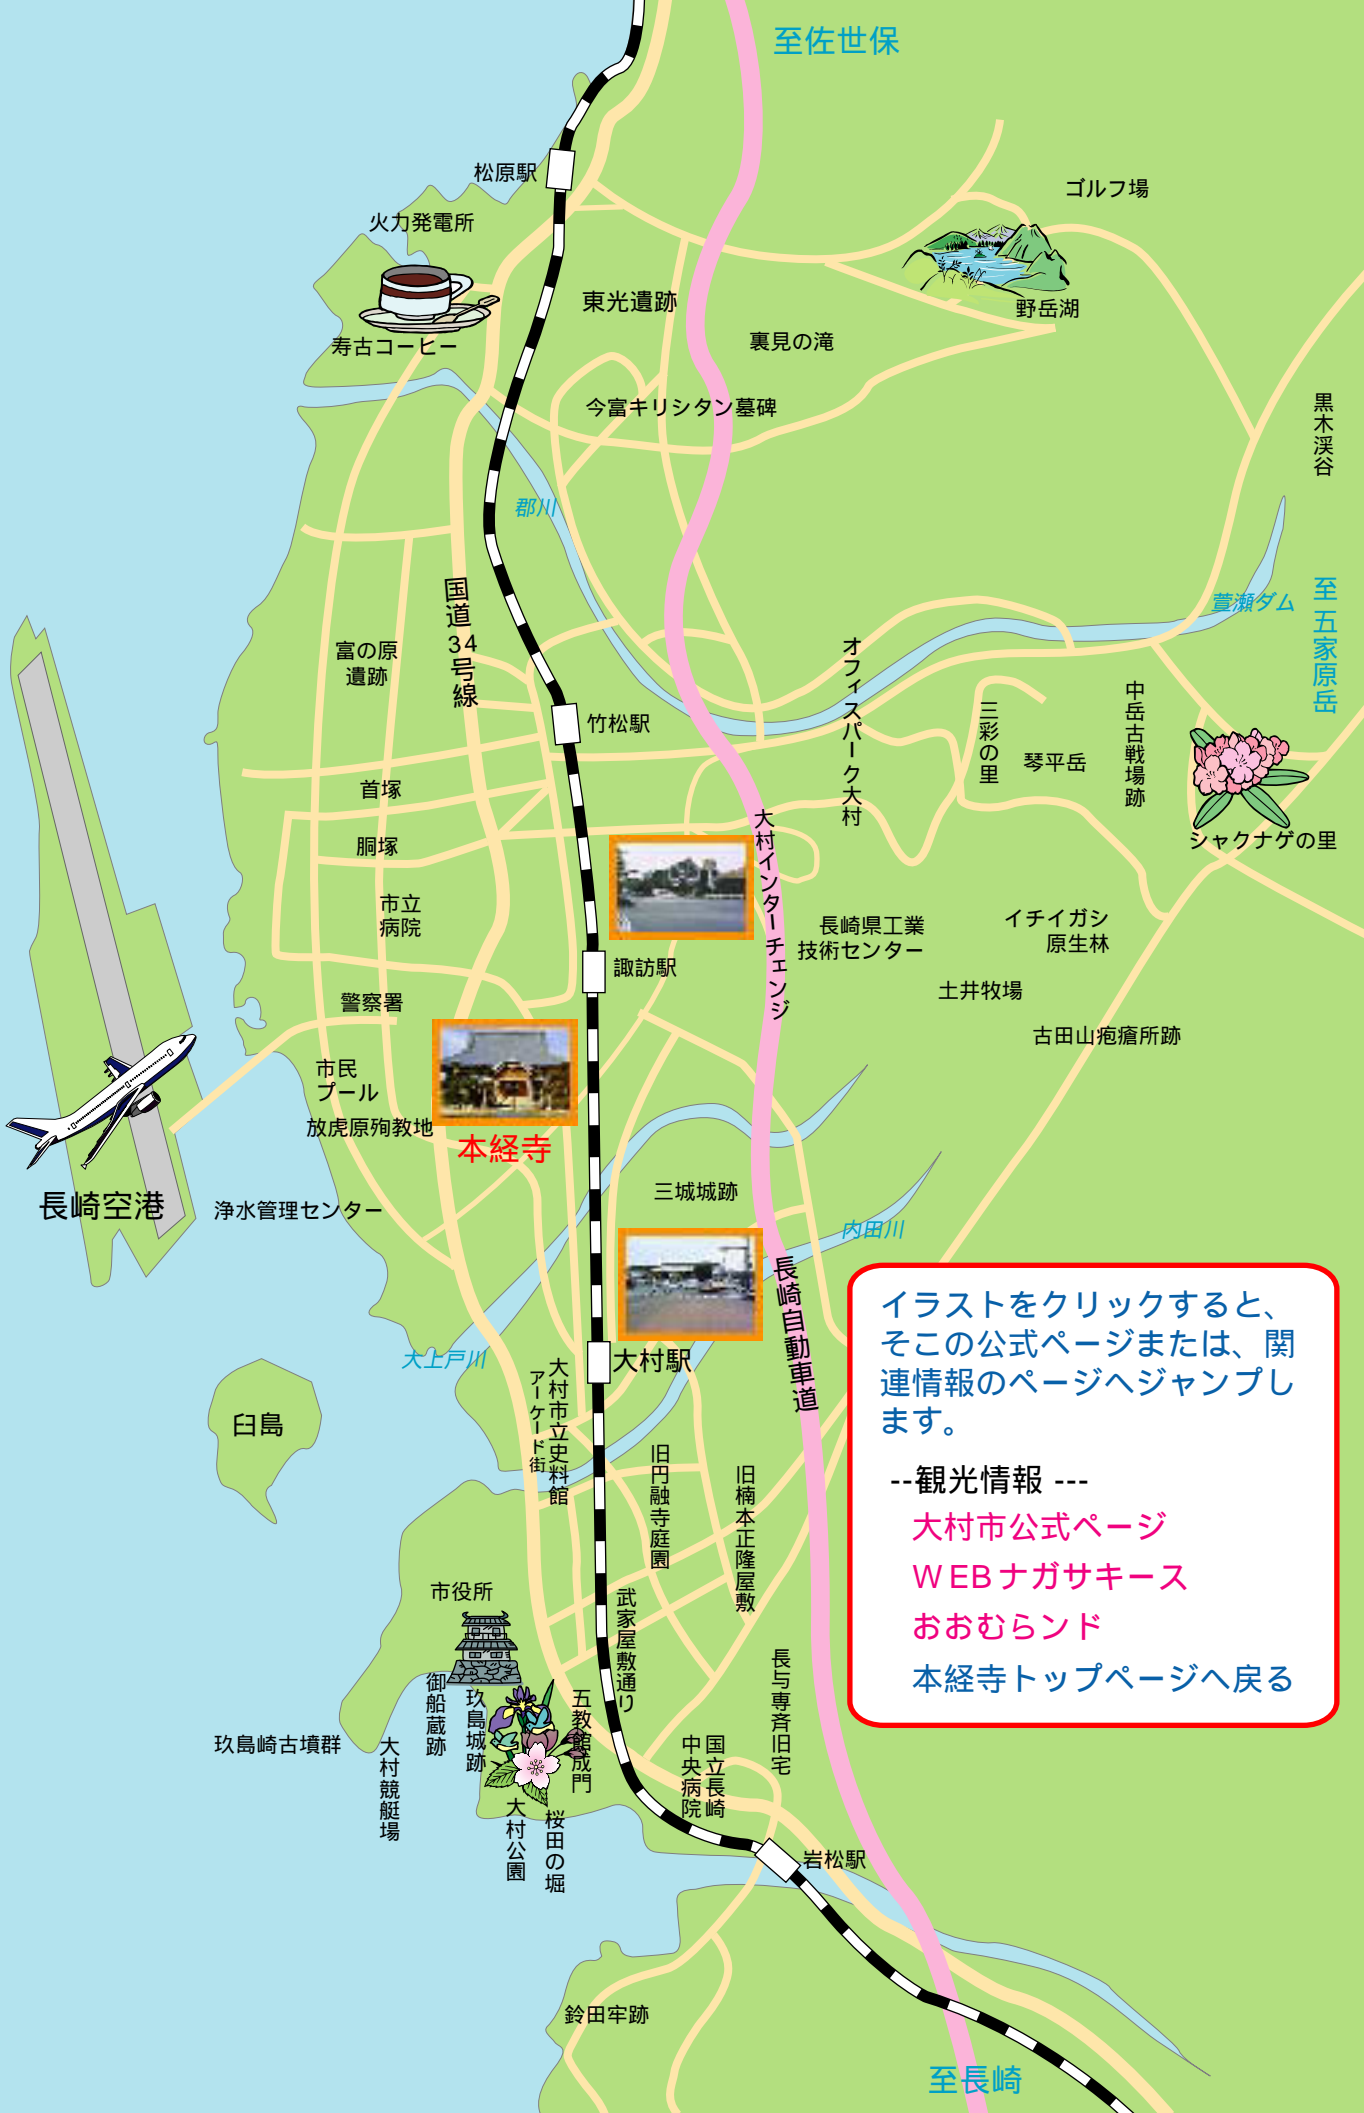 至佐世保
松原駅
ゴルフ場
火力発電所
東光遺跡
野岳湖
寿古コーヒー
裏見の滝
今富キリシタン墓碑
黒木渓谷
郡川
国道34号線
萱瀬ダム
至五家原岳
富の原
遺跡
オフィスパーク大村
中岳古戦場跡
三彩の里
竹松駅
琴平岳
首塚
シャクナゲの里
胴塚
大村インターチェンジ
市立
病院
長崎県工業
技術センター
イチイガシ
原生林
諏訪駅
土井牧場
警察署
古田山疱瘡所跡
市民
プール
放虎原殉教地
本経寺
長崎空港
浄水管理センター
三城城跡
内田川
長崎自動車道
大上戸川
大村駅
大村市立史料館
アーケード街
臼島
旧円融寺庭園
旧楠本正隆屋敷
イラストをクリックすると、
そこの公式ページまたは、関
連情報のページへジャンプし
ます。
--観光情報 ---
大村市公式ページ
WEBナガサキース
おおむらンド
本経寺トップページへ戻る
市役所
武家屋敷通り
御船蔵跡
玖島城跡
五教館成門
長与専斉旧宅
玖島崎古墳群
大村競艇場
国立長崎
中央病院
大村公園
桜田の堀
岩松駅
鈴田牢跡
至長崎